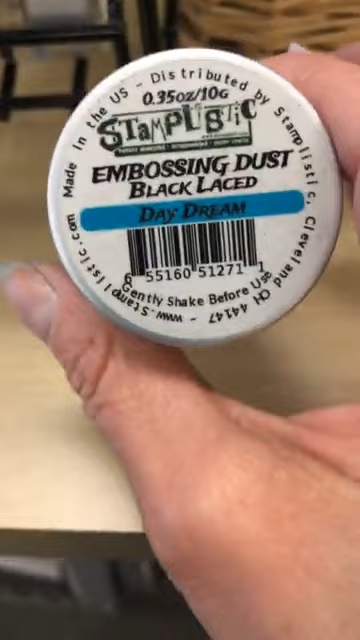 Made in the US - Distributed by Stamplistic, Cleveland OH 44147 - www.Stamplistic.com
0.35oz/10G
STAMPLISTIC
EMBOSSING DUST
BLACK LACED
DAY DREAM
6 55160 51271 1
Gently Shake Before Use